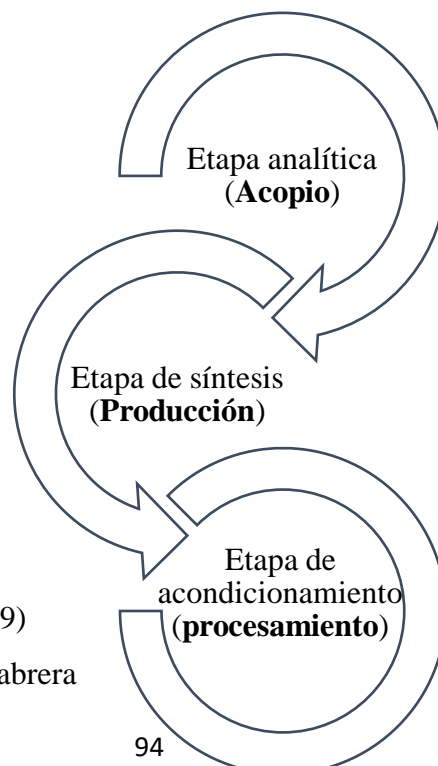 Etapa analítica
(Acopio)
Etapa de síntesis
(Producción)
Etapa de
acondicionamiento
(procesamiento)
9)
abrera
94